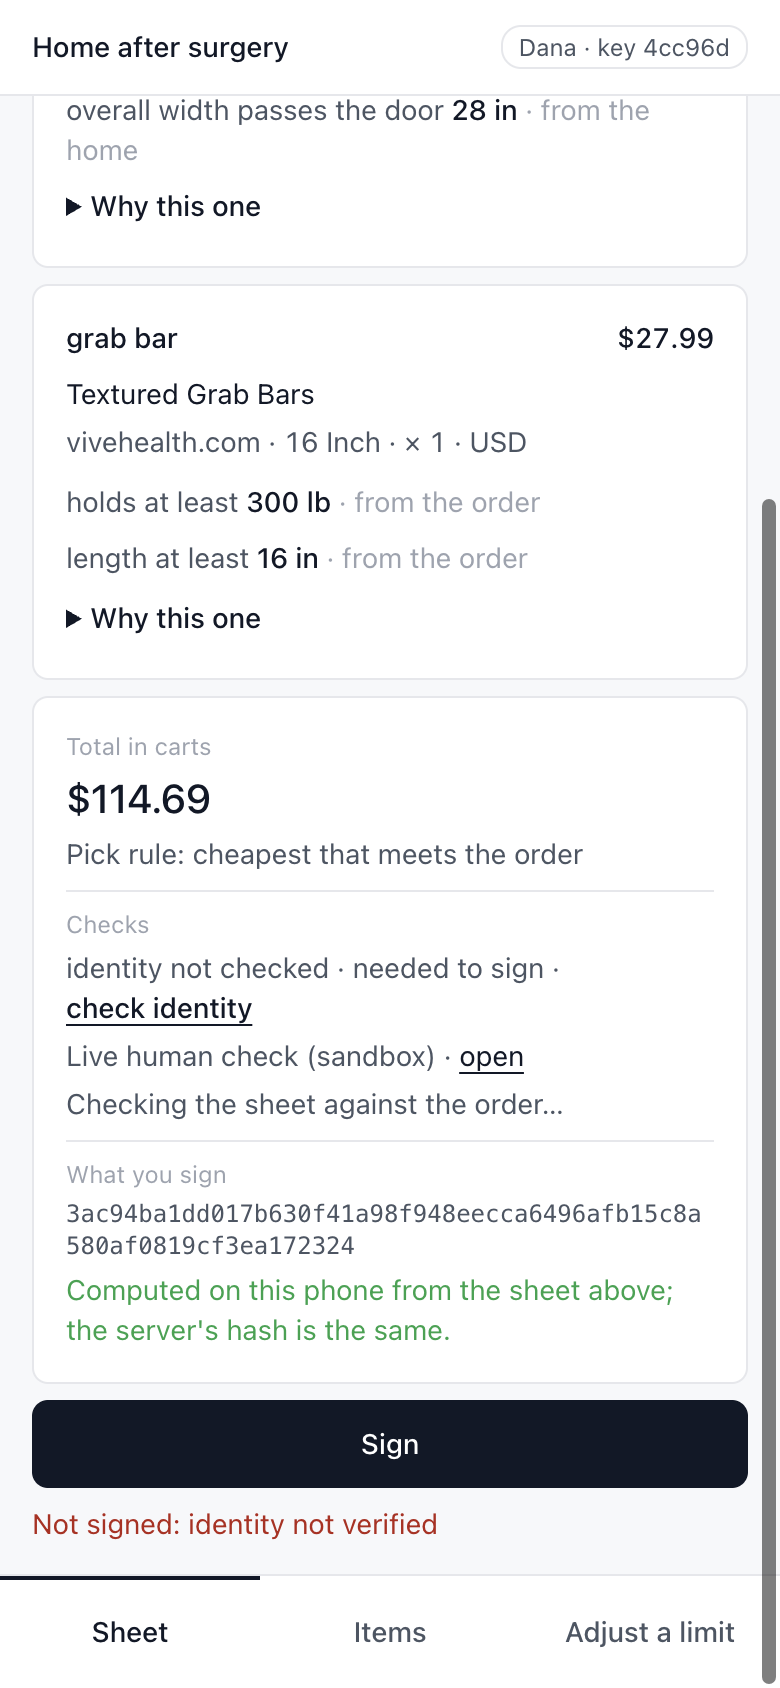 Home after surgery
Dana · key 4cc96d
overall width passes the door 28 in · from the
home
▶ Why this one
grab bar
$27.99
Textured Grab Bars
vivehealth.com · 16 Inch · × 1 · USD
holds at least 300 lb · from the order
length at least 16 in · from the order
▶ Why this one
Total in carts
$114.69
Pick rule: cheapest that meets the order
Checks
identity not checked · needed to sign ·
check identity
Live human check (sandbox) · open
Checking the sheet against the order...
What you sign
3ac94ba1dd017b630f41a98f948eecca6496afb15c8a
580af0819cf3ea172324
Computed on this phone from the sheet above;
the server's hash is the same.
Sign
Not signed: identity not verified
Sheet
Items
Adjust a limit